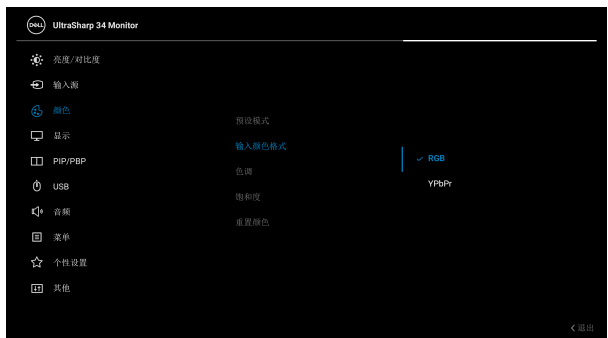 DELL
UltraSharp 34 Monitor
亮度/对比度
输入源
颜色
显示
PIP/PBP
USB
音频
菜单
个性设置
其他
预设模式
输入颜色格式
色调
饱和度
重置颜色
RGB
YPbPr
退出